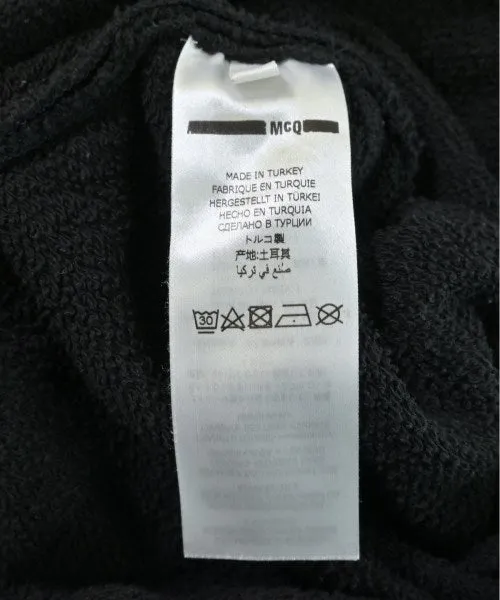 McQ
MADE IN TURKEY
FABRIQUE EN TURQUIE
HERGESTELLT IN TÜRKEI
HECHO EN TURQUIA
СДЕЛАНО В ТУРЦИИ
トルコ製
产地:土耳其
صُنع في تركيا
30